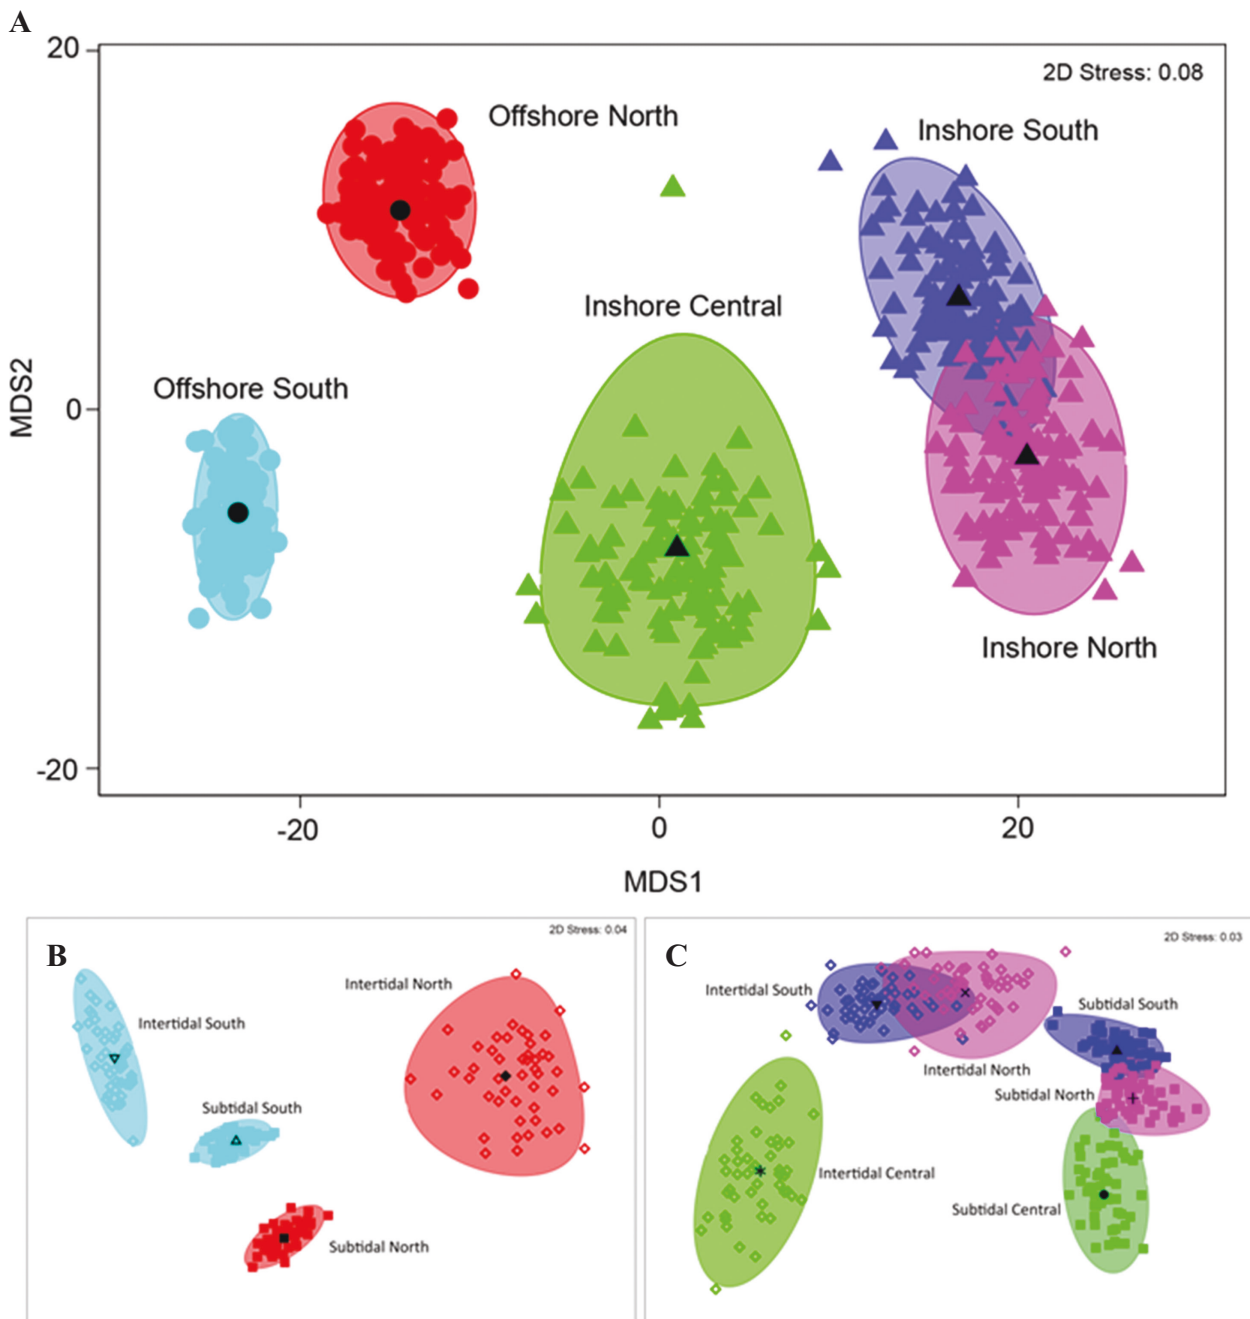 A
20
2D Stress: 0.08
Offshore North
Inshore South
Inshore Central
Offshore South
MDS2
0
Inshore North
-20
-20
0
20
MDS1
B
2D Stress: 0.04
Intertidal North
Intertidal South
Subtidal South
Subtidal North
C
2D Stress: 0.03
Intertidal South
Subtidal South
Intertidal North
Subtidal North
Intertidal Central
Subtidal Central